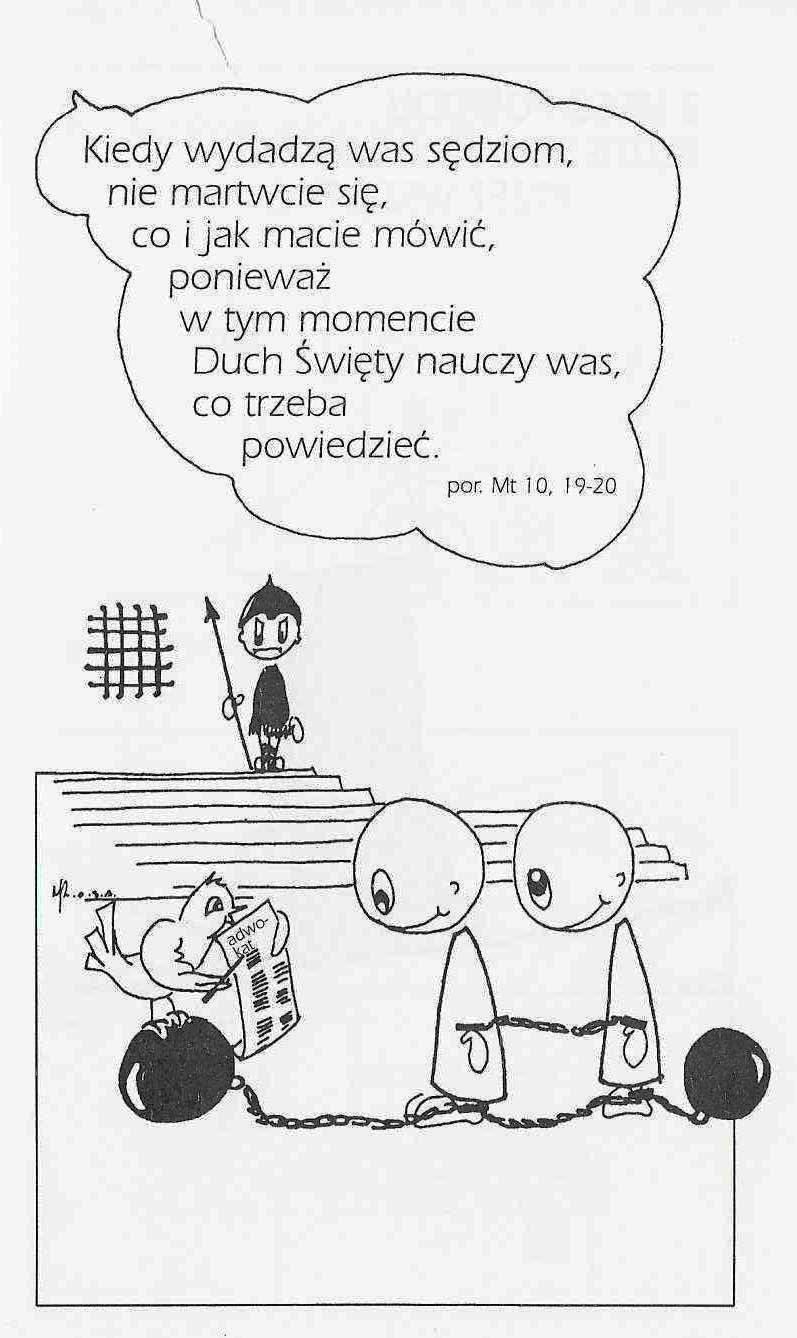 Kiedy wydadzą was sędziom,
nie martwcie się,
co i jak macie mówić,
ponieważ
w tym momencie
Duch Święty nauczy was,
co trzeba
powiedzieć.
por. Mt 10, 19-20
adwo-
kat